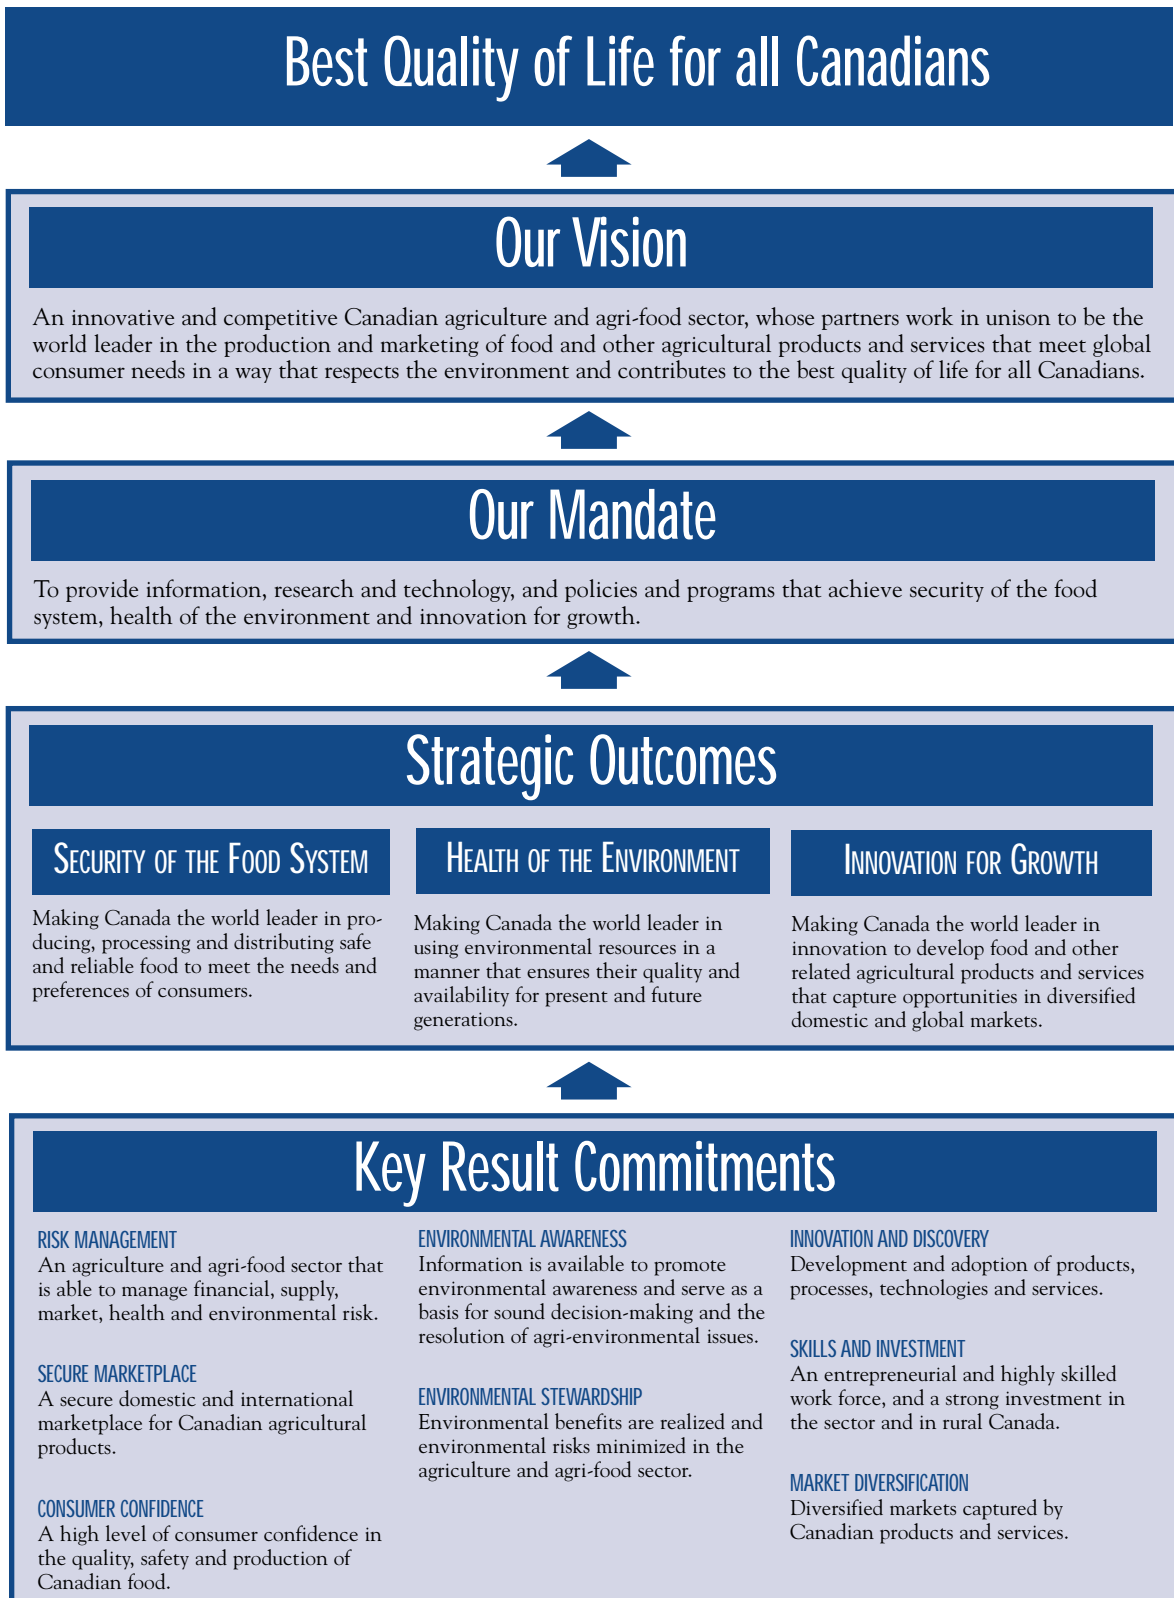 Best Quality of Life for all Canadians
Our Vision
An innovative and competitive Canadian agriculture and agri-food sector, whose partners work in unison to be the
world leader in the production and marketing of food and other agricultural products and services that meet global
consumer needs in a way that respects the environment and contributes to the best quality of life for all Canadians.
Our Mandate
To provide information, research and technology, and policies and programs that achieve security of the food
system, health of the environment and innovation for growth.
Strategic Outcomes
SECURITY OF THE FOOD SYSTEM
Making Canada the world leader in pro-
ducing, processing and distributing safe
and reliable food to meet the needs and
preferences of consumers.
HEALTH OF THE ENVIRONMENT
Making Canada the world leader in
using environmental resources in a
manner that ensures their quality and
availability for present and future
generations.
INNOVATION FOR GROWTH
Making Canada the world leader in
innovation to develop food and other
related agricultural products and services
that capture opportunities in diversified
domestic and global markets.
Key Result Commitments
RISK MANAGEMENT
An agriculture and agri-food sector that
is able to manage financial, supply,
market, health and environmental risk.
SECURE MARKETPLACE
A secure domestic and international
marketplace for Canadian agricultural
products.
CONSUMER CONFIDENCE
A high level of consumer confidence in
the quality, safety and production of
Canadian food.
ENVIRONMENTAL AWARENESS
Information is available to promote
environmental awareness and serve as a
basis for sound decision-making and the
resolution of agri-environmental issues.
ENVIRONMENTAL STEWARDSHIP
Environmental benefits are realized and
environmental risks minimized in the
agriculture and agri-food sector.
INNOVATION AND DISCOVERY
Development and adoption of products,
processes, technologies and services.
SKILLS AND INVESTMENT
An entrepreneurial and highly skilled
work force, and a strong investment in
the sector and in rural Canada.
MARKET DIVERSIFICATION
Diversified markets captured by
Canadian products and services.